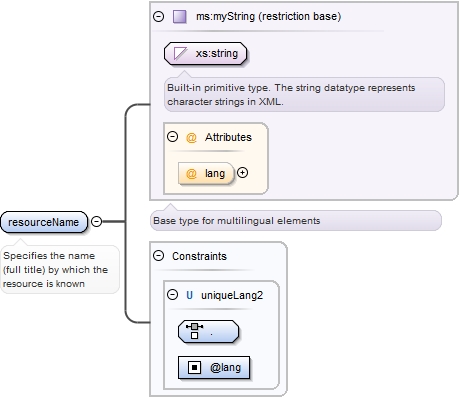 ms:myString (restriction base)
xs:string
Built-in primitive type. The string datatype represents
character strings in XML.
@ Attributes
@ lang
Base type for multilingual elements
resourceName
Specifies the name
(full title) by which the
resource is known
Constraints
U uniqueLang2
.
@lang